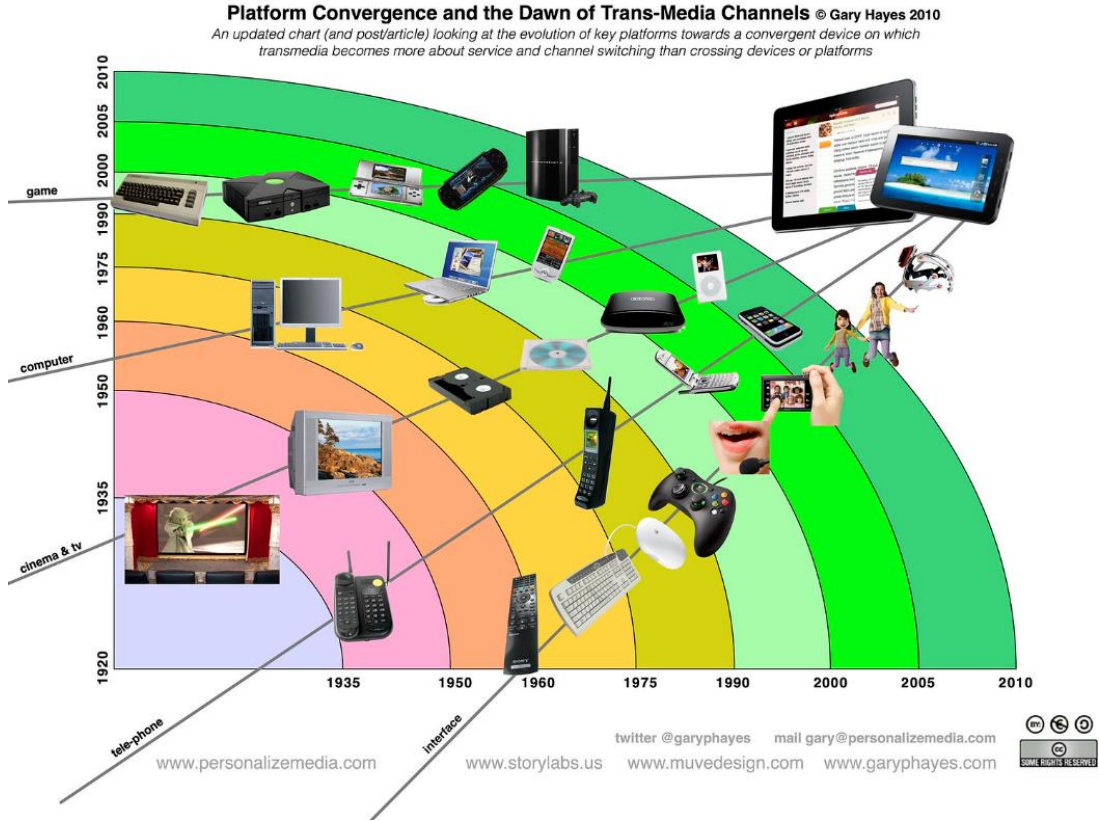 Platform Convergence and the Dawn of Trans-Media Channels © Gary Hayes 2010
An updated chart (and post/article) looking at the evolution of key platforms towards a convergent device on which
transmedia becomes more about service and channel switching than crossing devices or platforms
2010
2005
2000
game
1990
1975
1960
computer
1950
1935
cinema & tv
SONY
1920
1935
1950
1960
1975
1990
2000
2005
2010
tele-phone
interface
twitter @garyphayes
mail gary@personalizemedia.com
www.personalizemedia.com
www.storylabs.us
www.muvedesign.com
www.garyphayes.com
BY:
cc
SOME RIGHTS RESERVED